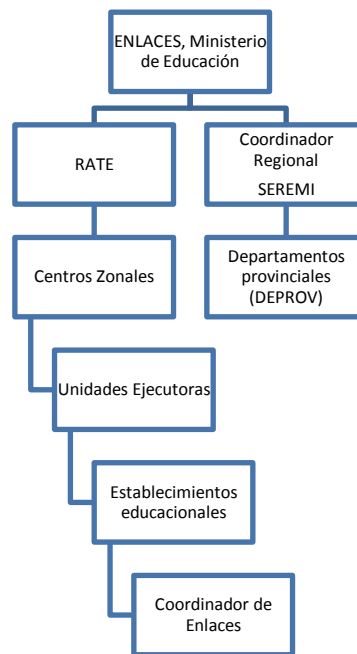 ENLACES, Ministerio
de Educación
RATE
Coordinador
Regional
SEREMI
Centros Zonales
Departamentos
provinciales
(DEPROV)
Unidades Ejecutoras
Establecimientos
educacionales
Coordinador de
Enlaces